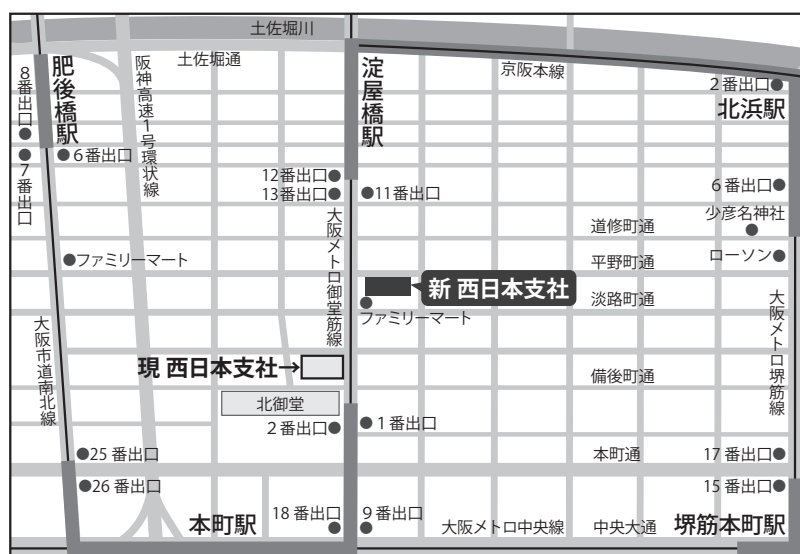 土佐堀川
土佐堀通
京阪本線
肥後橋駅
8番出口
7番出口
6番出口
阪神高速1号環状線
淀屋橋駅
2番出口
北浜駅
12番出口
13番出口
11番出口
6番出口
少彦名神社
道修町通
ファミリーマート
大阪メトロ御堂筋線
平野町通
ローソン
新 西日本支社
淡路町通
ファミリーマート
大阪市道南北線
大阪メトロ堺筋線
現 西日本支社→
備後町通
北御堂
2番出口
1番出口
25番出口
本町通
17番出口
26番出口
15番出口
本町駅
18番出口
9番出口
大阪メトロ中央線
中央大通
堺筋本町駅